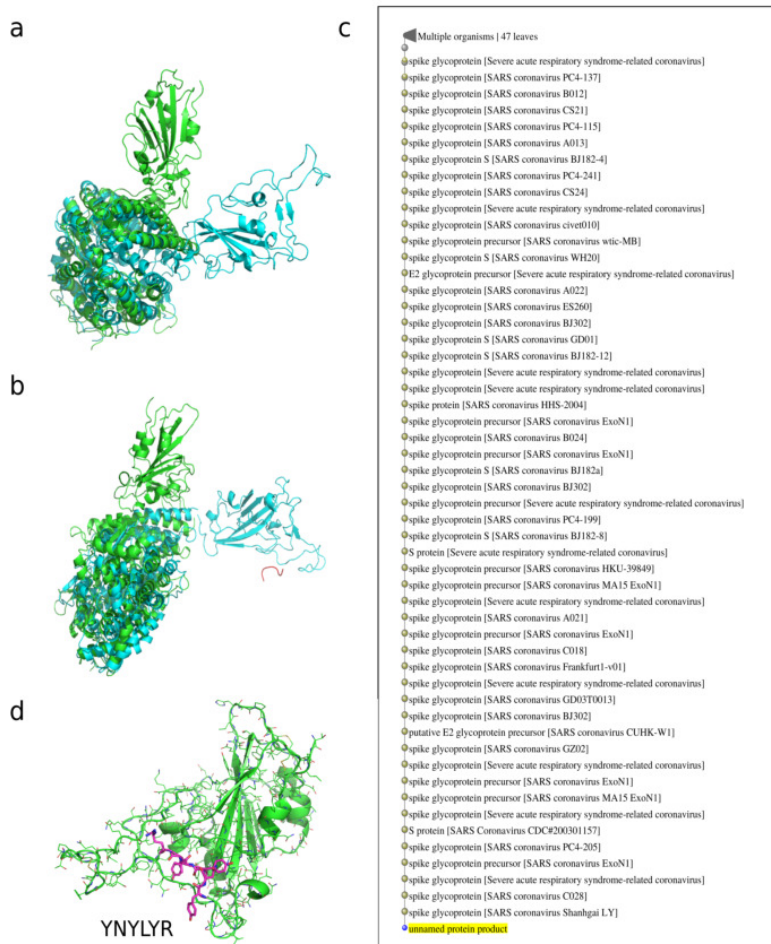 a
c
Multiple organisms | 47 leaves
spike glycoprotein [Severe acute respiratory syndrome-related coronavirus]
spike glycoprotein [SARS coronavirus PC4-137]
spike glycoprotein [SARS coronavirus B012]
spike glycoprotein [SARS coronavirus CS21]
spike glycoprotein [SARS coronavirus PC4-115]
spike glycoprotein [SARS coronavirus A013]
spike glycoprotein S [SARS coronavirus BJ182-4]
spike glycoprotein [SARS coronavirus PC4-241]
spike glycoprotein [SARS coronavirus CS24]
spike glycoprotein [Severe acute respiratory syndrome-related coronavirus]
spike glycoprotein [SARS coronavirus civet010]
spike glycoprotein precursor [SARS coronavirus wtic-MB]
spike glycoprotein S [SARS coronavirus WH20]
E2 glycoprotein precursor [Severe acute respiratory syndrome-related coronavirus]
spike glycoprotein [SARS coronavirus A022]
spike glycoprotein [SARS coronavirus ES260]
spike glycoprotein [SARS coronavirus BJ302]
spike glycoprotein S [SARS coronavirus GD01]
spike glycoprotein S [SARS coronavirus BJ182-12]
spike glycoprotein [Severe acute respiratory syndrome-related coronavirus]
spike glycoprotein [Severe acute respiratory syndrome-related coronavirus]
spike protein [SARS coronavirus HHS-2004]
spike glycoprotein precursor [SARS coronavirus ExoN1]
spike glycoprotein [SARS coronavirus B024]
spike glycoprotein precursor [SARS coronavirus ExoN1]
spike glycoprotein S [SARS coronavirus BJ182a]
spike glycoprotein [SARS coronavirus BJ302]
spike glycoprotein precursor [Severe acute respiratory syndrome-related coronavirus]
spike glycoprotein [SARS coronavirus PC4-199]
spike glycoprotein S [SARS coronavirus BJ182-8]
S protein [Severe acute respiratory syndrome-related coronavirus]
spike glycoprotein precursor [SARS coronavirus HKU-39849]
spike glycoprotein precursor [SARS coronavirus MA15 ExoN1]
spike glycoprotein [Severe acute respiratory syndrome-related coronavirus]
spike glycoprotein [SARS coronavirus A021]
spike glycoprotein precursor [SARS coronavirus ExoN1]
spike glycoprotein [SARS coronavirus C018]
spike glycoprotein [SARS coronavirus Frankfurt1-v01]
spike glycoprotein [Severe acute respiratory syndrome-related coronavirus]
spike glycoprotein [SARS coronavirus GD03T0013]
spike glycoprotein [SARS coronavirus BJ302]
putative E2 glycoprotein precursor [SARS coronavirus CUHK-W1]
spike glycoprotein [SARS coronavirus GZ02]
spike glycoprotein [Severe acute respiratory syndrome-related coronavirus]
spike glycoprotein precursor [SARS coronavirus ExoN1]
spike glycoprotein precursor [SARS coronavirus MA15 ExoN1]
spike glycoprotein [Severe acute respiratory syndrome-related coronavirus]
S protein [SARS Coronavirus CDC#200301157]
spike glycoprotein [SARS coronavirus PC4-205]
spike glycoprotein precursor [SARS coronavirus ExoN1]
spike glycoprotein [Severe acute respiratory syndrome-related coronavirus]
spike glycoprotein [SARS coronavirus C028]
spike glycoprotein [SARS coronavirus Shanhgai LY]
unnamed protein product
b
d
YNYLYR